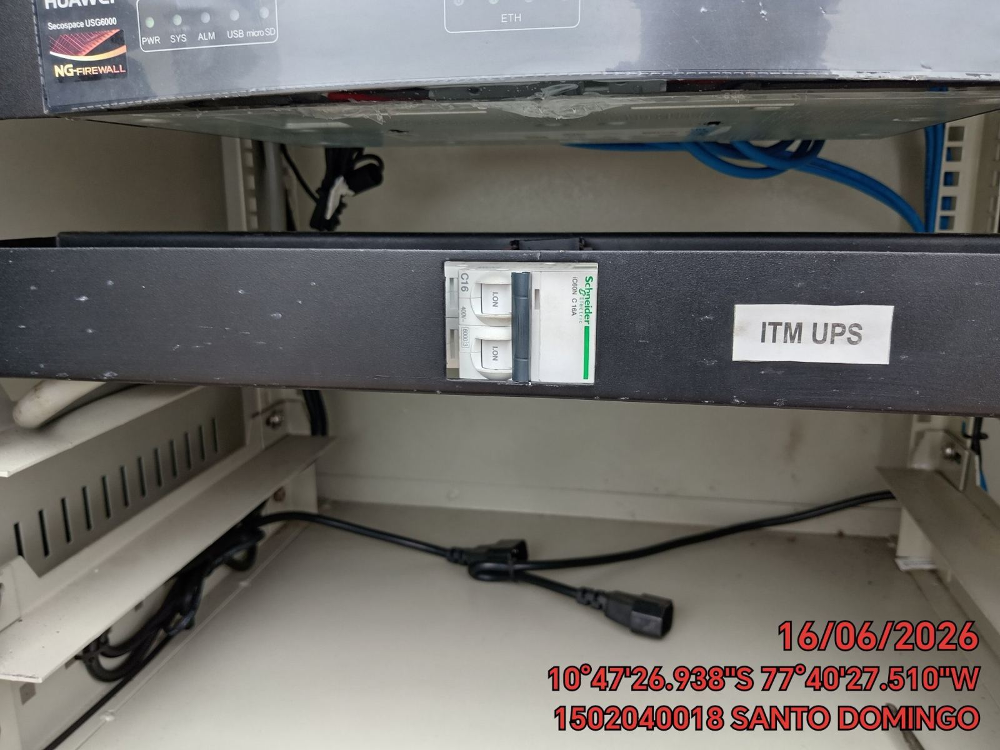 HUAWEI
Secospace USG6000
NG-FIREWALL
PWR SYS ALM USB micro SD
ETH
C16
400V~
6000 3
I.ON
I.ON
Schneider
Electric
iC60N C 16A
ITM UPS
16/06/2026
10°47'26.938"S 77°40'27.510"W
1502040018 SANTO DOMINGO